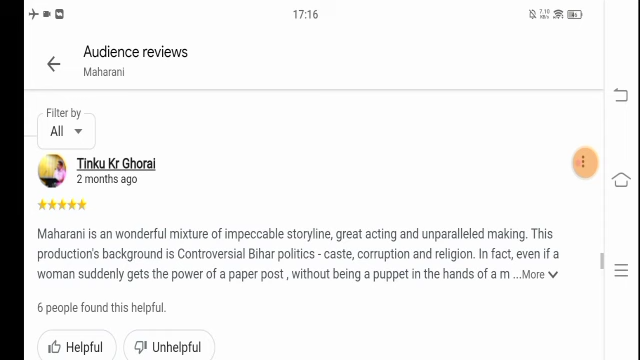 17:16
7.10
KB/s
Audience reviews
Maharani
Filter by
All
Tinku Kr Ghorai
2 months ago
Maharani is an wonderful mixture of impeccable storyline, great acting and unparalleled making. This
production's background is Controversial Bihar politics - caste, corruption and religion. In fact, even if a
woman suddenly gets the power of a paper post , without being a puppet in the hands of a m ...More
6 people found this helpful.
Helpful
Unhelpful